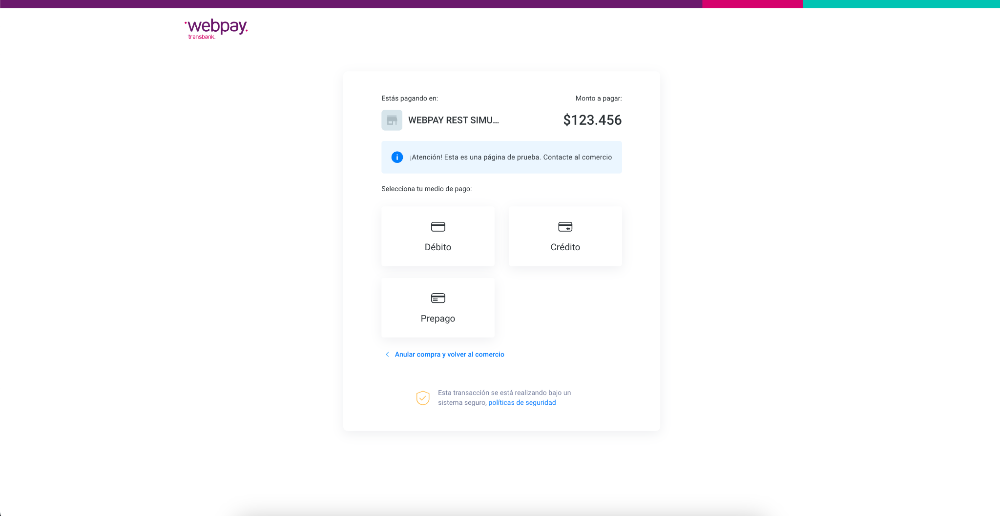 webpay.
transbank.
Estás pagando en:
Monto a pagar:
WEBPAY REST SIMU...
$123.456
¡Atención! Esta es una página de prueba. Contacte al comercio
Selecciona tu medio de pago:
Débito
Crédito
Prepago
Anular compra y volver al comercio
Esta transacción se está realizando bajo un
sistema seguro, políticas de seguridad